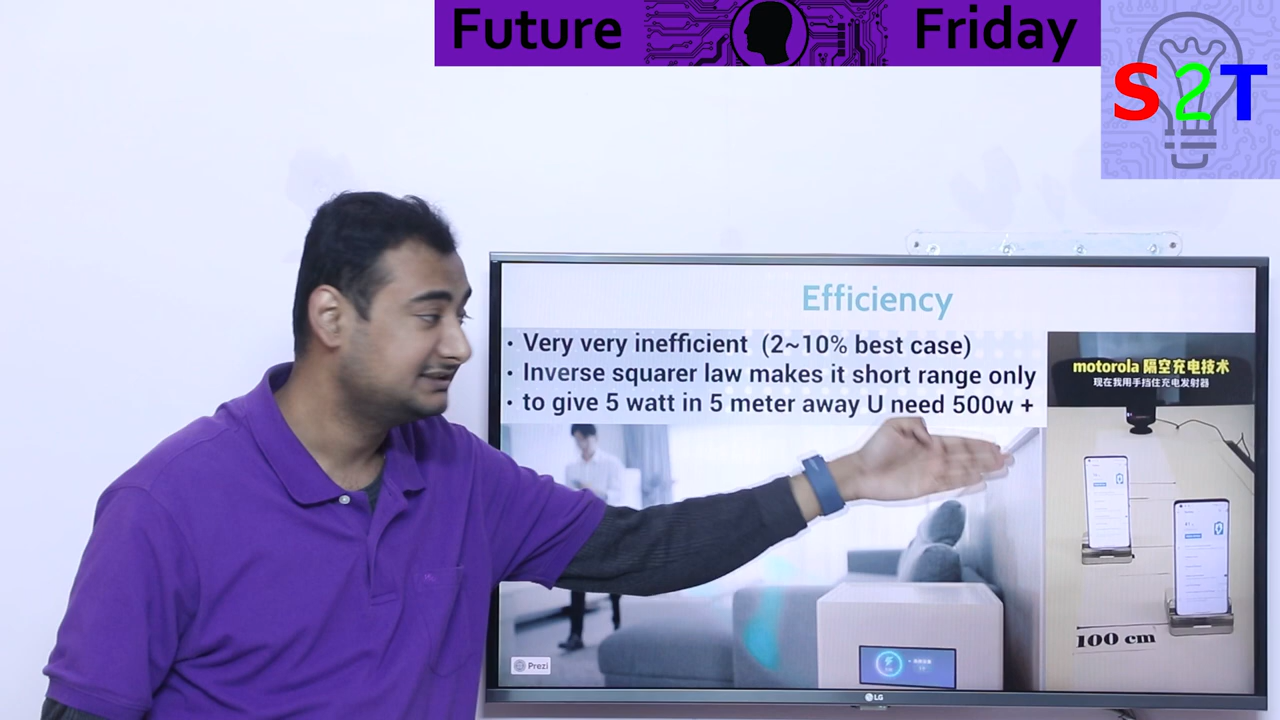 Future Friday
S2T
Efficiency
• Very very inefficient (2~10% best case)
• Inverse squarer law makes it short range only
• to give 5 watt in 5 meter away U need 500w +
motorola 隔空充电技术
现在我用手挡住充电发射器
100 cm
Prezi
LG